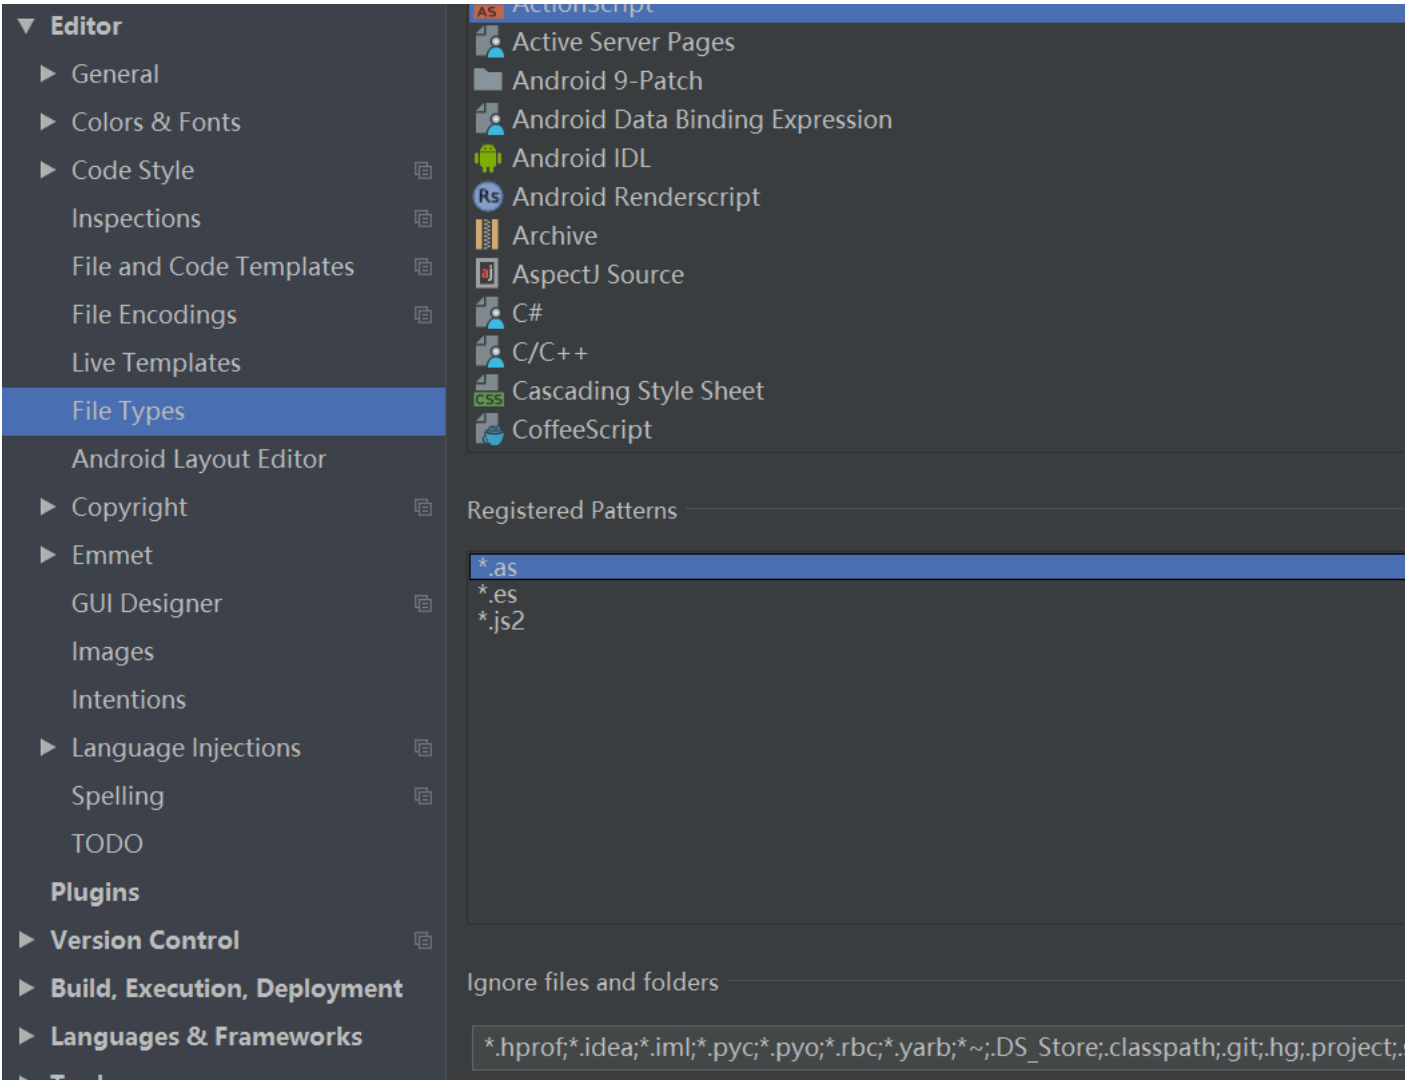 Editor
General
Colors & Fonts
Code Style
Inspections
File and Code Templates
File Encodings
Live Templates
File Types
Android Layout Editor
Copyright
Emmet
GUI Designer
Images
Intentions
Language Injections
Spelling
TODO
Plugins
Version Control
Build, Execution, Deployment
Languages & Frameworks
AS ActionScript
Active Server Pages
Android 9-Patch
Android Data Binding Expression
Android IDL
Rs Android Renderscript
Archive
aj AspectJ Source
C#
C/C++
CSS Cascading Style Sheet
CoffeeScript
Registered Patterns
*.as
*.es
*.js2
Ignore files and folders
*.hprof;*.idea;*.iml;*.pyc;*.pyo;*.rbc;*.yarb;*~;.DS_Store;.classpath;.git;.hg;.project;